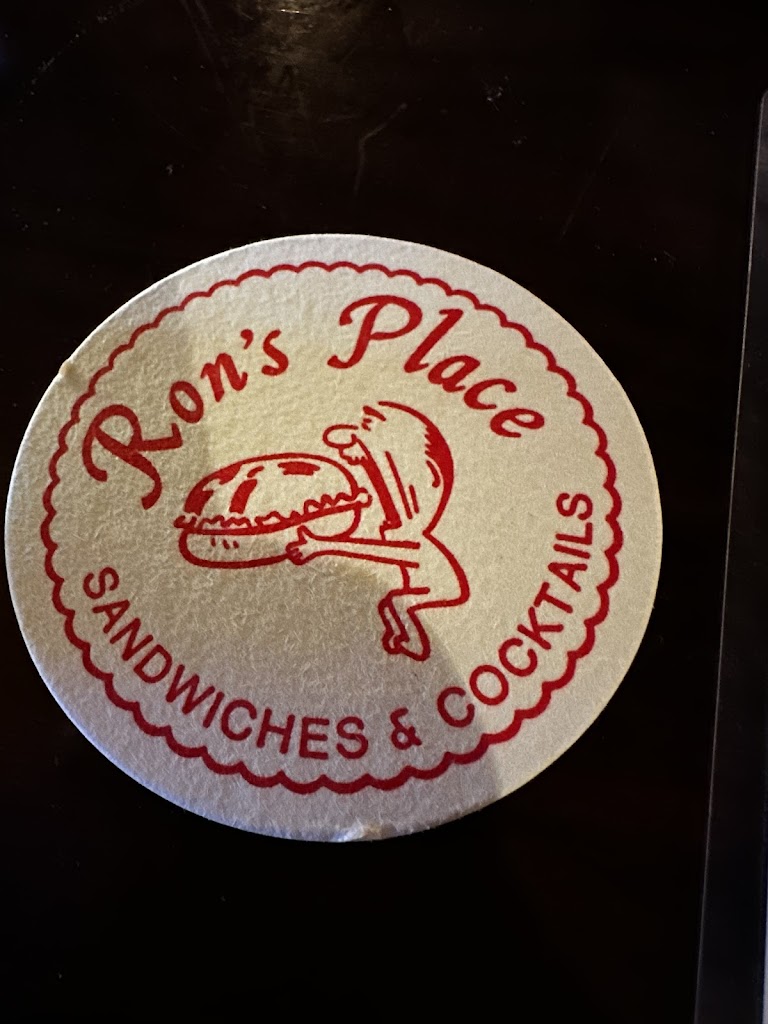 Ron's Place
SANDWICHES & COCKTAILS